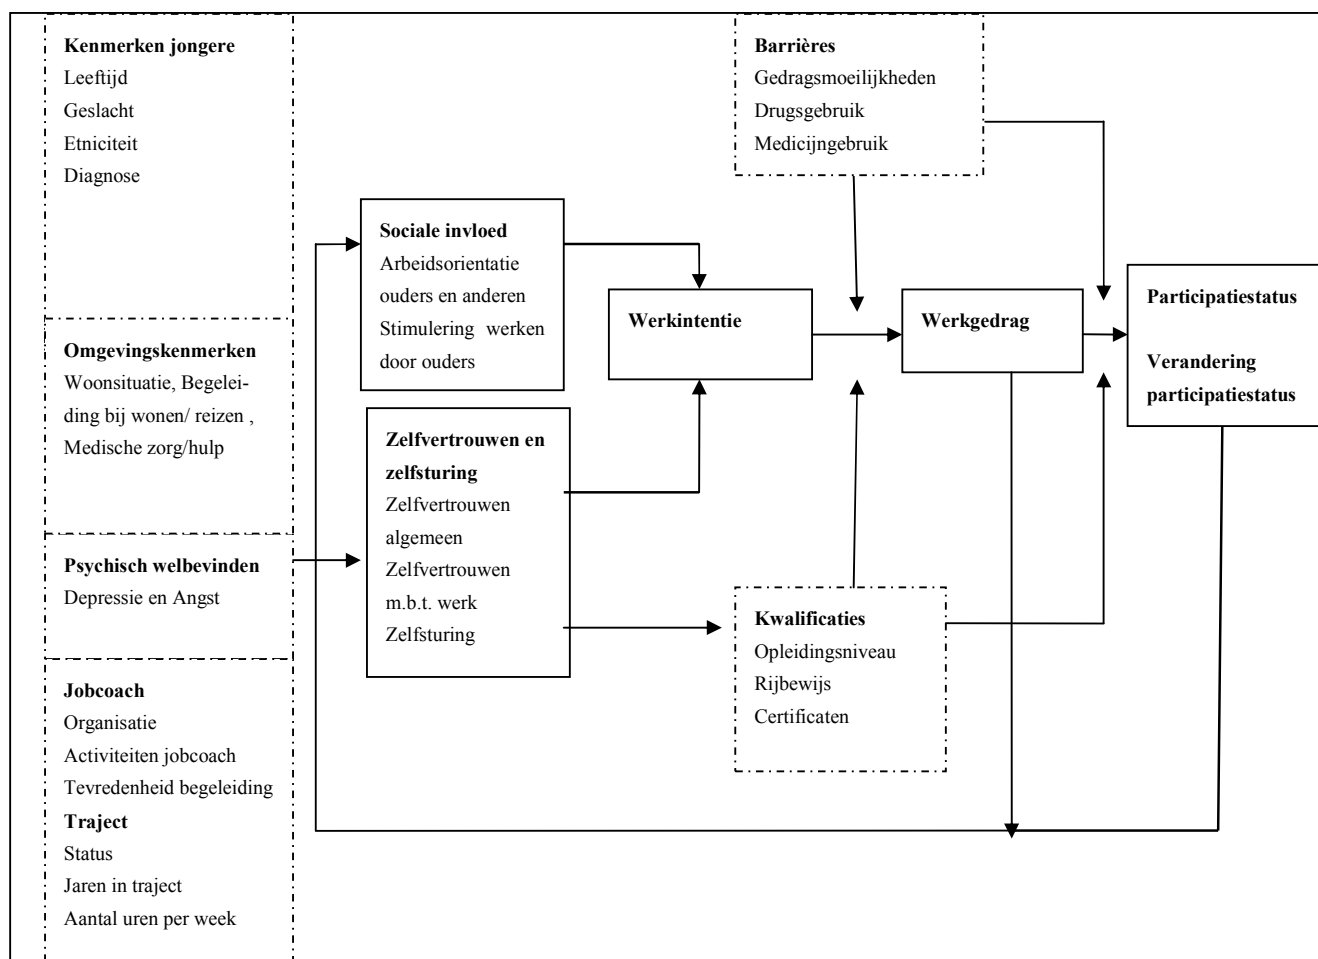 Kenmerken jongere
Leeftijd
Geslacht
Etniciteit
Diagnose
Omgevingskenmerken
Woonsituatie, Begelei-
ding bij wonen/ reizen ,
Medische zorg/hulp
Psychisch welbevinden
Depressie en Angst
Jobcoach
Organisatie
Activiteiten jobcoach
Tevredenheid begeleiding
Traject
Status
Jaren in traject
Aantal uren per week
Sociale invloed
Arbeidsorientatie
ouders en anderen
Stimulering werken
door ouders
Zelfvertrouwen en
zelfsturing
Zelfvertrouwen
algemeen
Zelfvertrouwen
m.b.t. werk
Zelfsturing
Werkintentie
Barrières
Gedragsmoeilijkheden
Drugsgebruik
Medicijngebruik
Kwalificaties
Opleidingsniveau
Rijbewijs
Certificaten
Werkgedrag
Participatiestatus
Verandering
participatiestatus